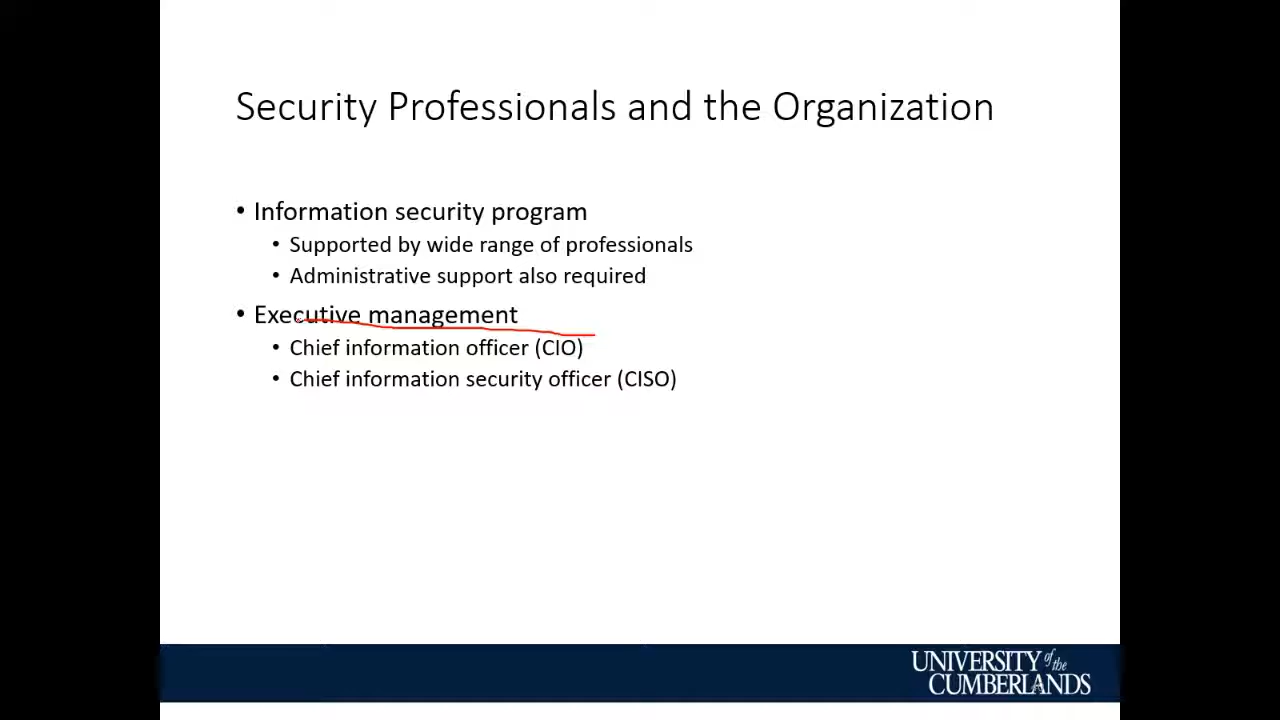 Security Professionals and the Organization
• Information security program
• Supported by wide range of professionals
• Administrative support also required
• Executive management
• Chief information officer (CIO)
• Chief information security officer (CISO)
UNIVERSITY of the
CUMBERLANDS